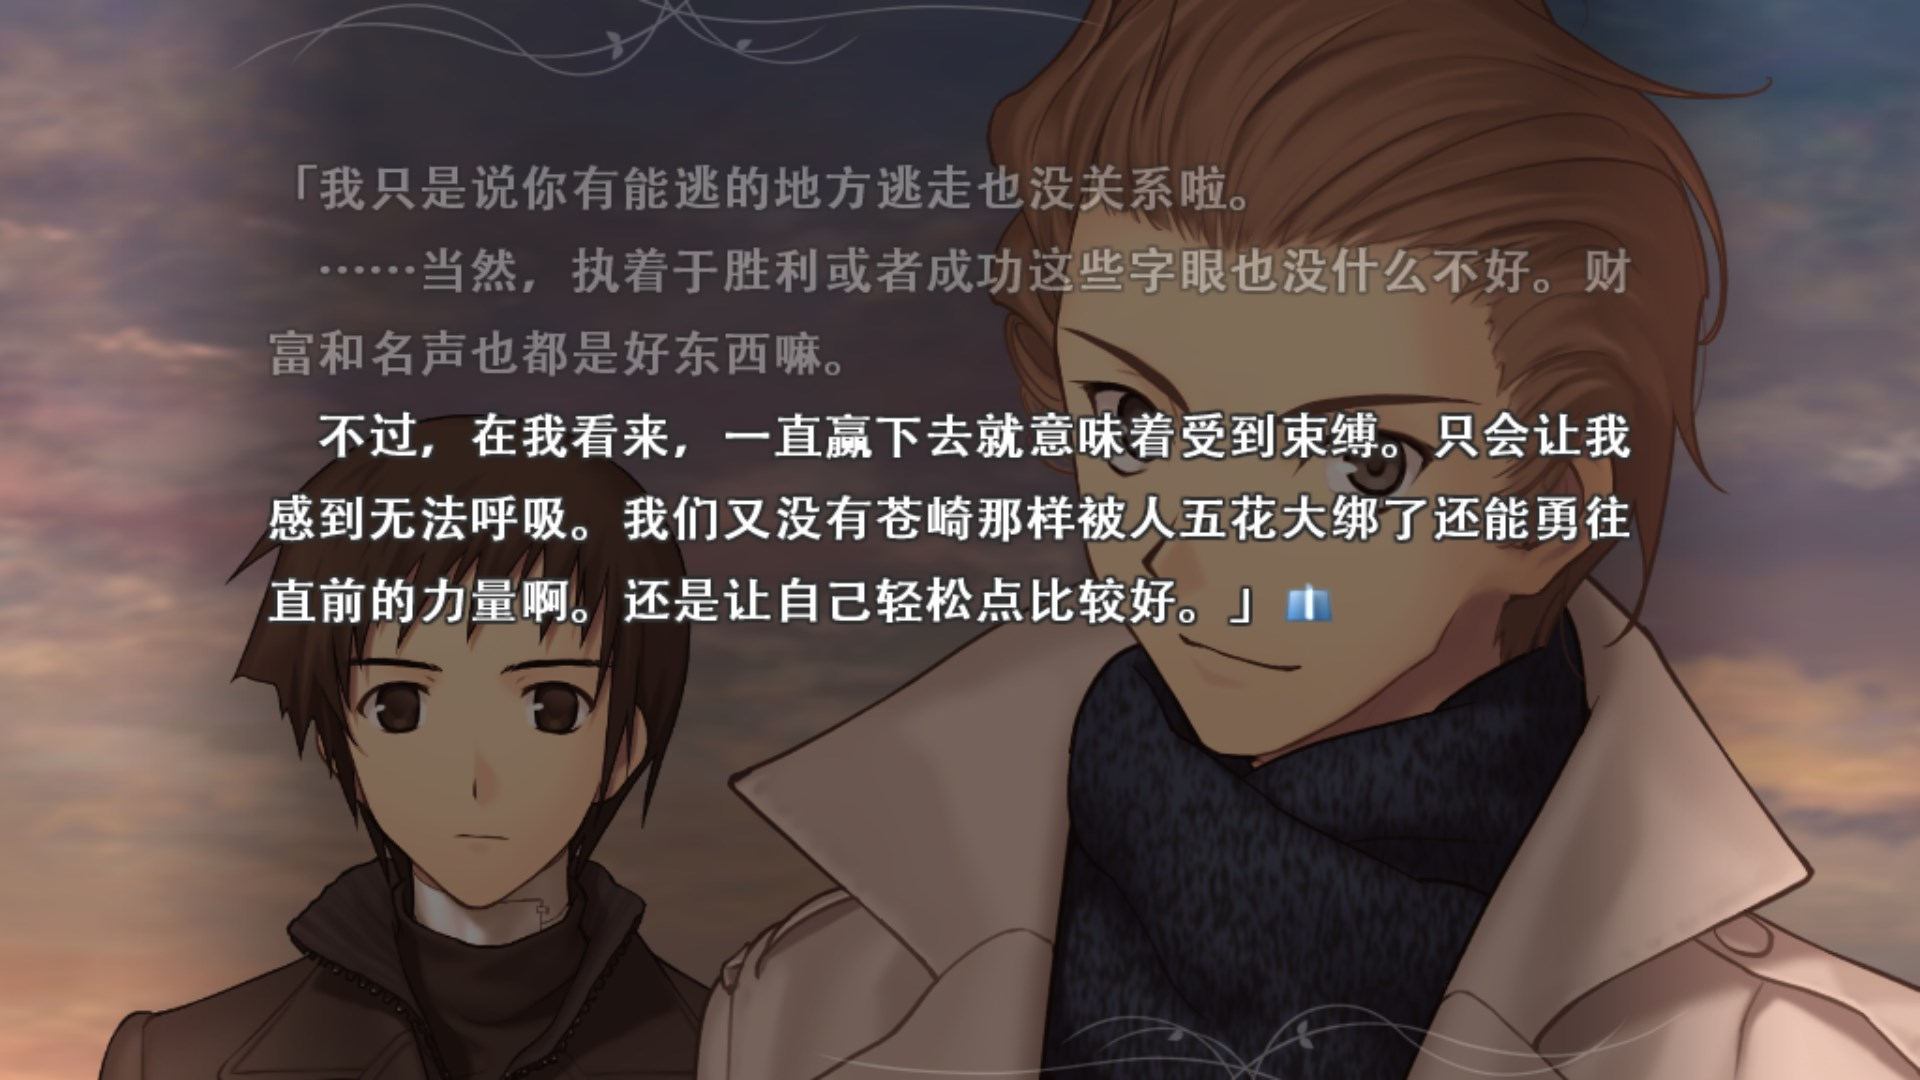 「我只是说你有能逃的地方逃走也没关系啦。
……当然，执着于胜利或者成功这些字眼也没什么不好。财
富和名声也都是好东西嘛。
不过，在我看来，一直赢下去就意味着受到束缚。只会让我
感到无法呼吸。我们又没有苍崎那样被人五花大绑了还能勇往
直前的力量啊。还是让自己轻松点比较好。」